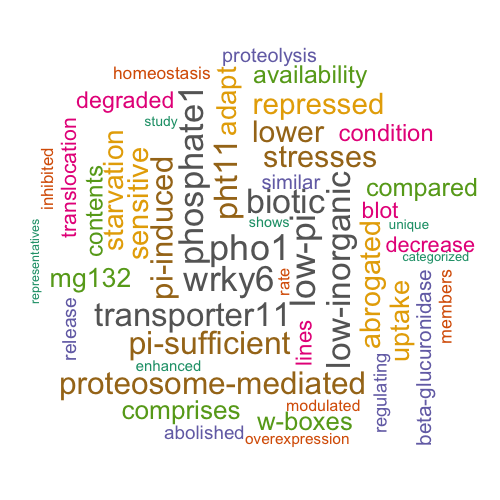 proteolysis
homeostasis
availability
degraded
adapt
repressed
study
phosphate1
lower
condition
translocation
starvation
sensitive
stresses
inhibited
contents
pi-induced
pht11
similar
biotic
low-pi
low-inorganic
compared
blot
shows
unique
representatives
pho1
abrogated
decrease
categorized
mg132
wrky6
rate
uptake
beta-glucuronidase
members
release
transporter11
lines
pi-sufficient
regulating
enhanced
proteosome-mediated
comprises
modulated
w-boxes
abolished
overexpression